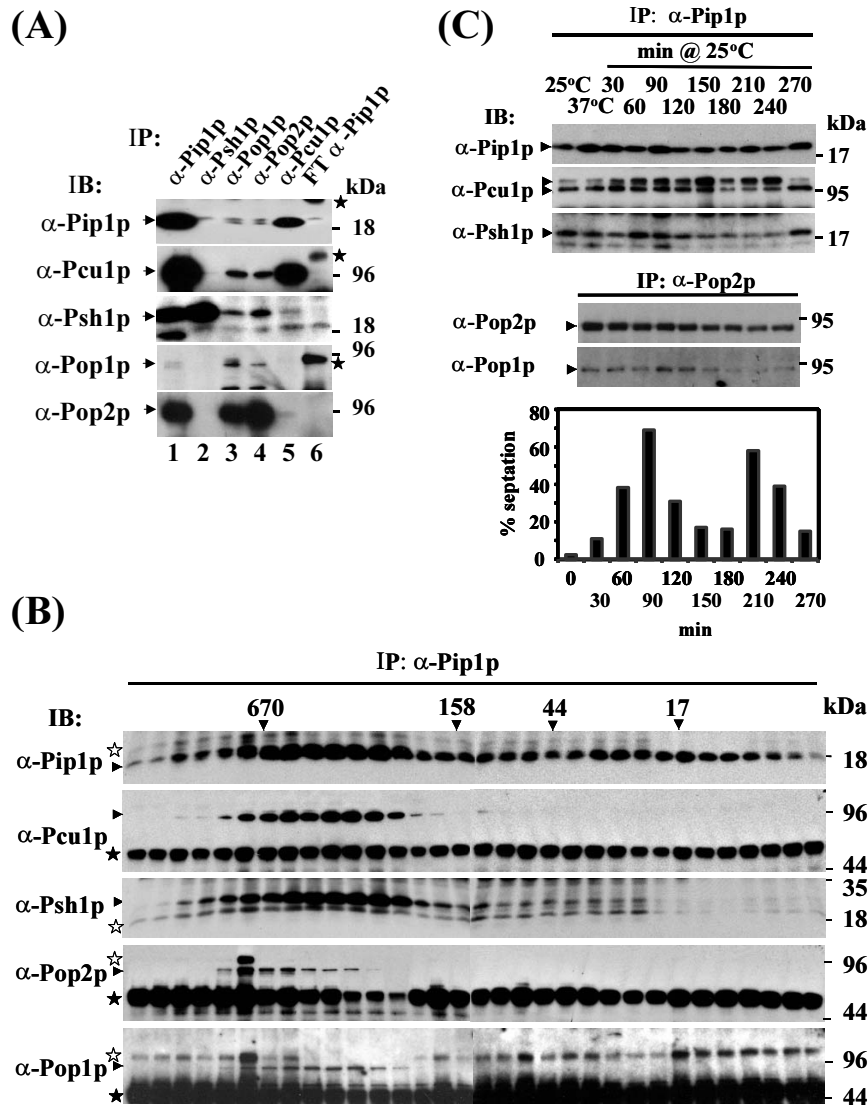 (A)
IP:
α-Pip1p
α-Psh1p
α-Pop1p
α-Pop2p
α-Pcu1p
FT α-Pip1p
IB:
kDa
α-Pip1p
18
α-Pcu1p
96
α-Psh1p
18
α-Pop1p
96
α-Pop2p
96
1 2 3 4 5 6
(C)
IP: α-Pip1p
min @ 25°C
25°C 30 90 150 210 270
37°C 60 120 180 240
IB:
kDa
α-Pip1p
17
α-Pcu1p
95
α-Psh1p
17
IP: α-Pop2p
α-Pop2p
95
α-Pop1p
95
80
60
40
20
0
% septation
0 60 120 180 240
30 90 150 210 270
min
(B)
IP: α-Pip1p
IB:
670 158 44 17
kDa
α-Pip1p
18
α-Pcu1p
96
44
α-Psh1p
35
18
α-Pop2p
96
44
α-Pop1p
96
44